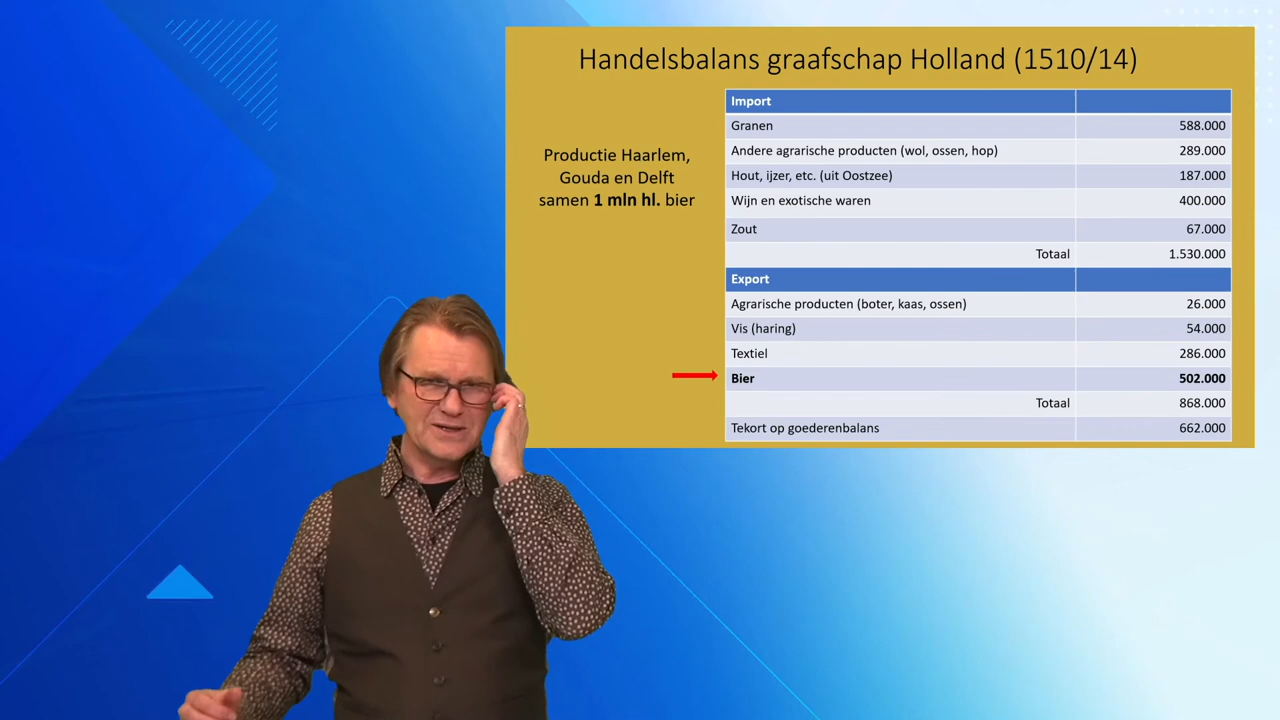 Handelsbalans graafschap Holland (1510/14)
Productie Haarlem,
Gouda en Delft
samen 1 mln hl. bier
Import
Granen 588.000
Andere agrarische producten (wol, ossen, hop) 289.000
Hout, ijzer, etc. (uit Oostzee) 187.000
Wijn en exotische waren 400.000
Zout 67.000
Totaal 1.530.000
Export
Agrarische producten (boter, kaas, ossen) 26.000
Vis (haring) 54.000
Textiel 286.000
Bier 502.000
Totaal 868.000
Tekort op goederenbalans 662.000